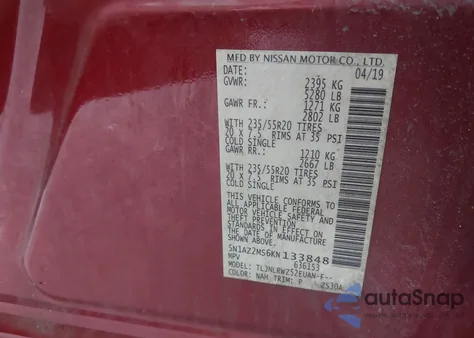 MFD BY NISSAN MOTOR CO., LTD.
DATE: 04/19
GVWR: 2395 KG
5280 LB
GAWR FR.: 1271 KG
2802 LB
WITH 235/55R20 TIRES
20 X 7.5 RIMS AT 35 PSI
COLD SINGLE
GAWR RR.: 1210 KG
2667 LB
WITH 235/55R20 TIRES
20 X 7.5 RIMS AT 35 PSI
COLD SINGLE
THIS VEHICLE CONFORMS TO
ALL APPLICABLE FEDERAL
MOTOR VEHICLE SAFETY AND
THEFT PREVENTION
STANDARDS IN EFFECT ON
THE DATE OF MANUFACTURE
SHOWN ABOVE.
5N1AZ2MS6KN133848
MPV 636153
MODEL: TLJNLRWZS2EUAN-F--
COLOR: NAH TRIM: P ZS30A
autoSnap